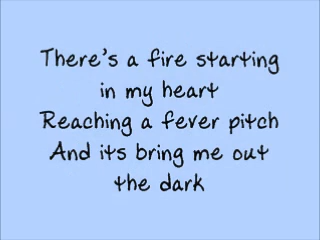 There's a fire starting
in my heart
Reaching a fever pitch
And its bring me out
the dark